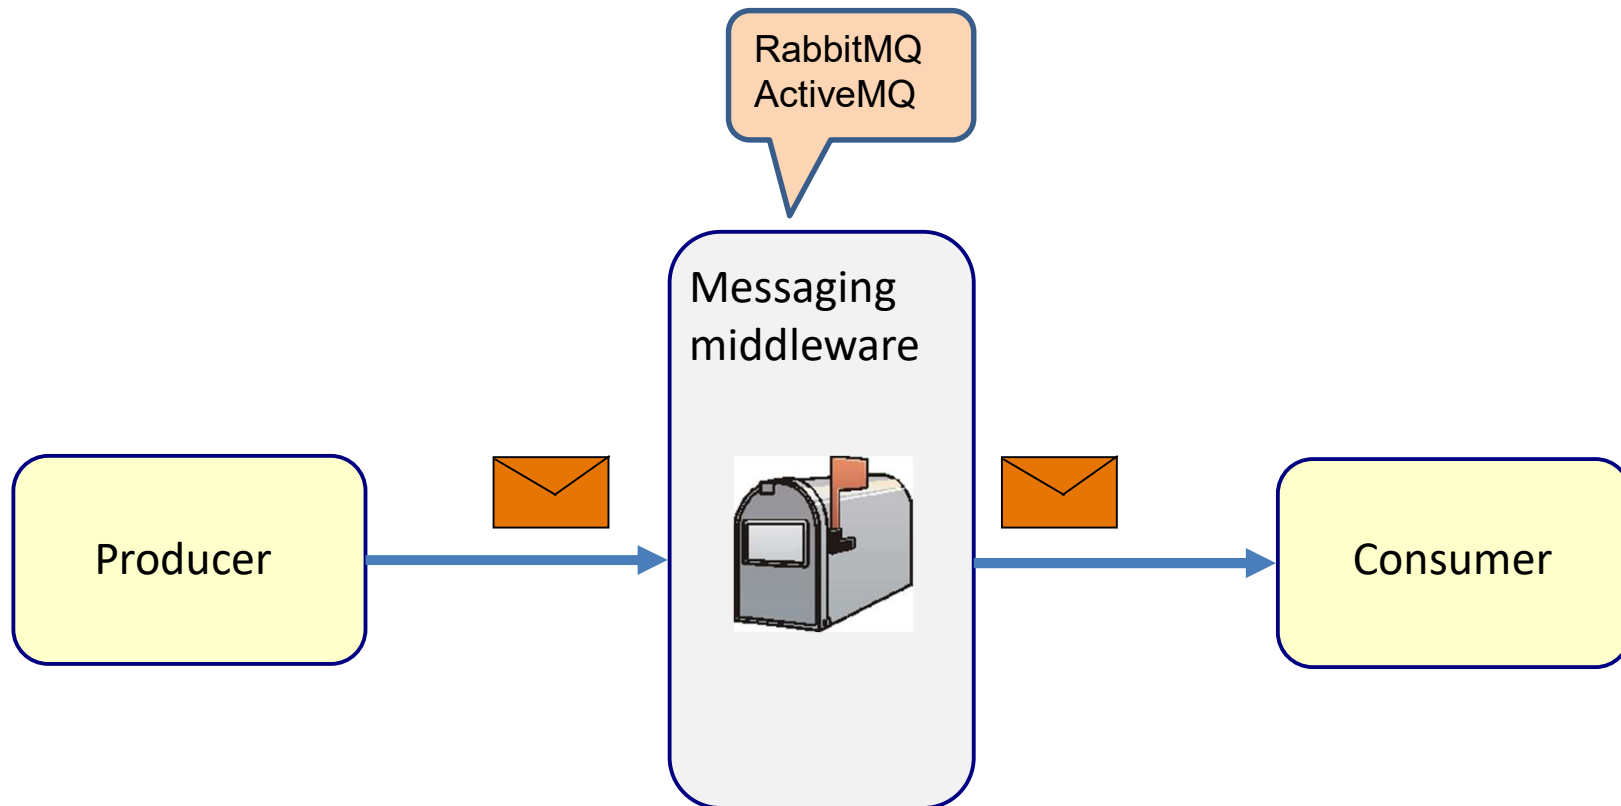 RabbitMQ
ActiveMQ
Messaging
middleware
Producer
Consumer